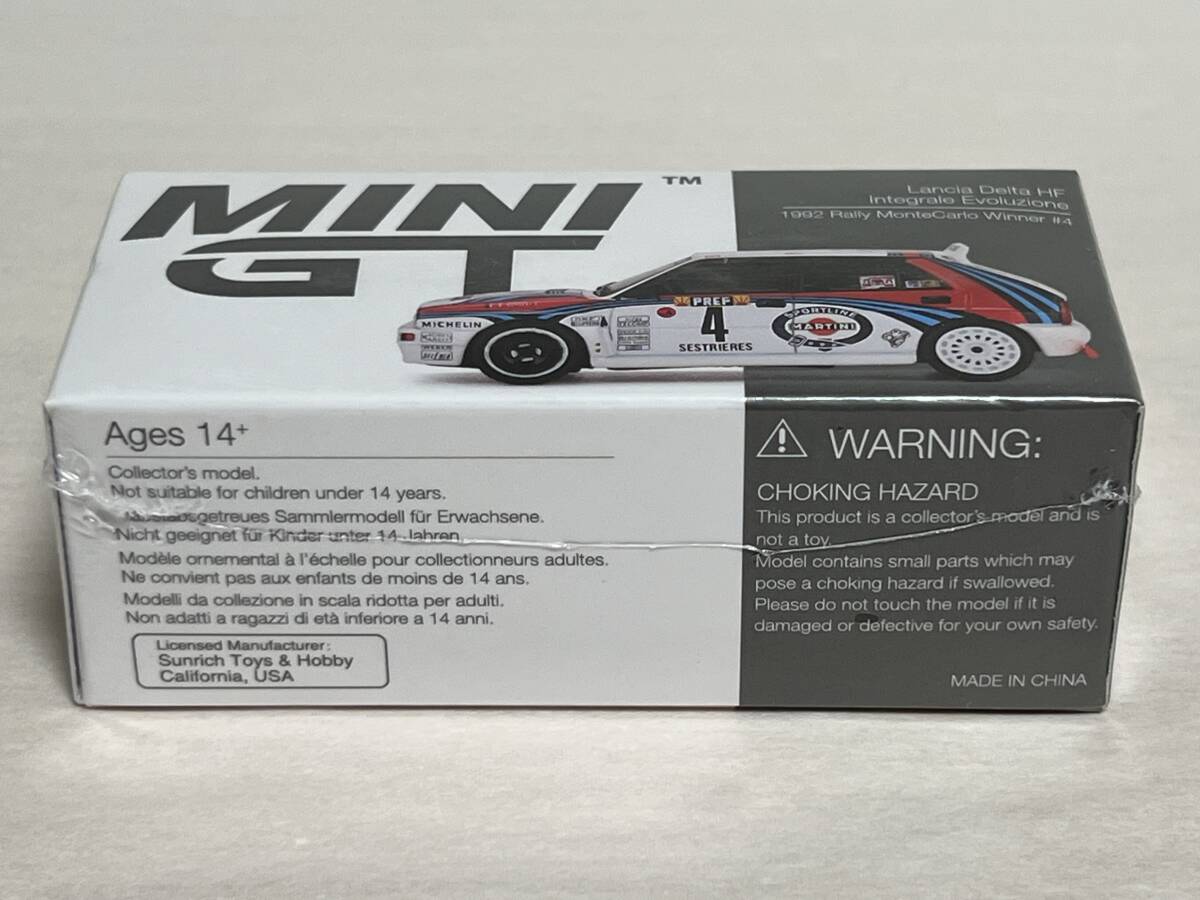 MINI
GT
TM
Lancia Delta HF
Integrale Evoluzione
1992 Rally MonteCarlo Winner #4
MICHELIN
PREF
4
SESTRIERES
SPORTLINE
MARTINI
Ages 14+
Collector's model.
Not suitable for children under 14 years.
Sammlermodell für Erwachsene.
Nicht geeignet für Kinder unter 14 Jahren
Modèle ornemental à l'échelle pour collectionneurs adultes.
Ne convient pas aux enfants de moins de 14 ans.
Modelli da collezione in scala ridotta per adulti.
Non adatti a ragazzi di età inferiore a 14 anni.
Licensed Manufacturer:
Sunrich Toys & Hobby
California, USA
WARNING:
CHOKING HAZARD
This product is a collector's model and is
not a toy.
Model contains small parts which may
pose a choking hazard if swallowed.
Please do not touch the model if it is
damaged or defective for your own safety.
MADE IN CHINA